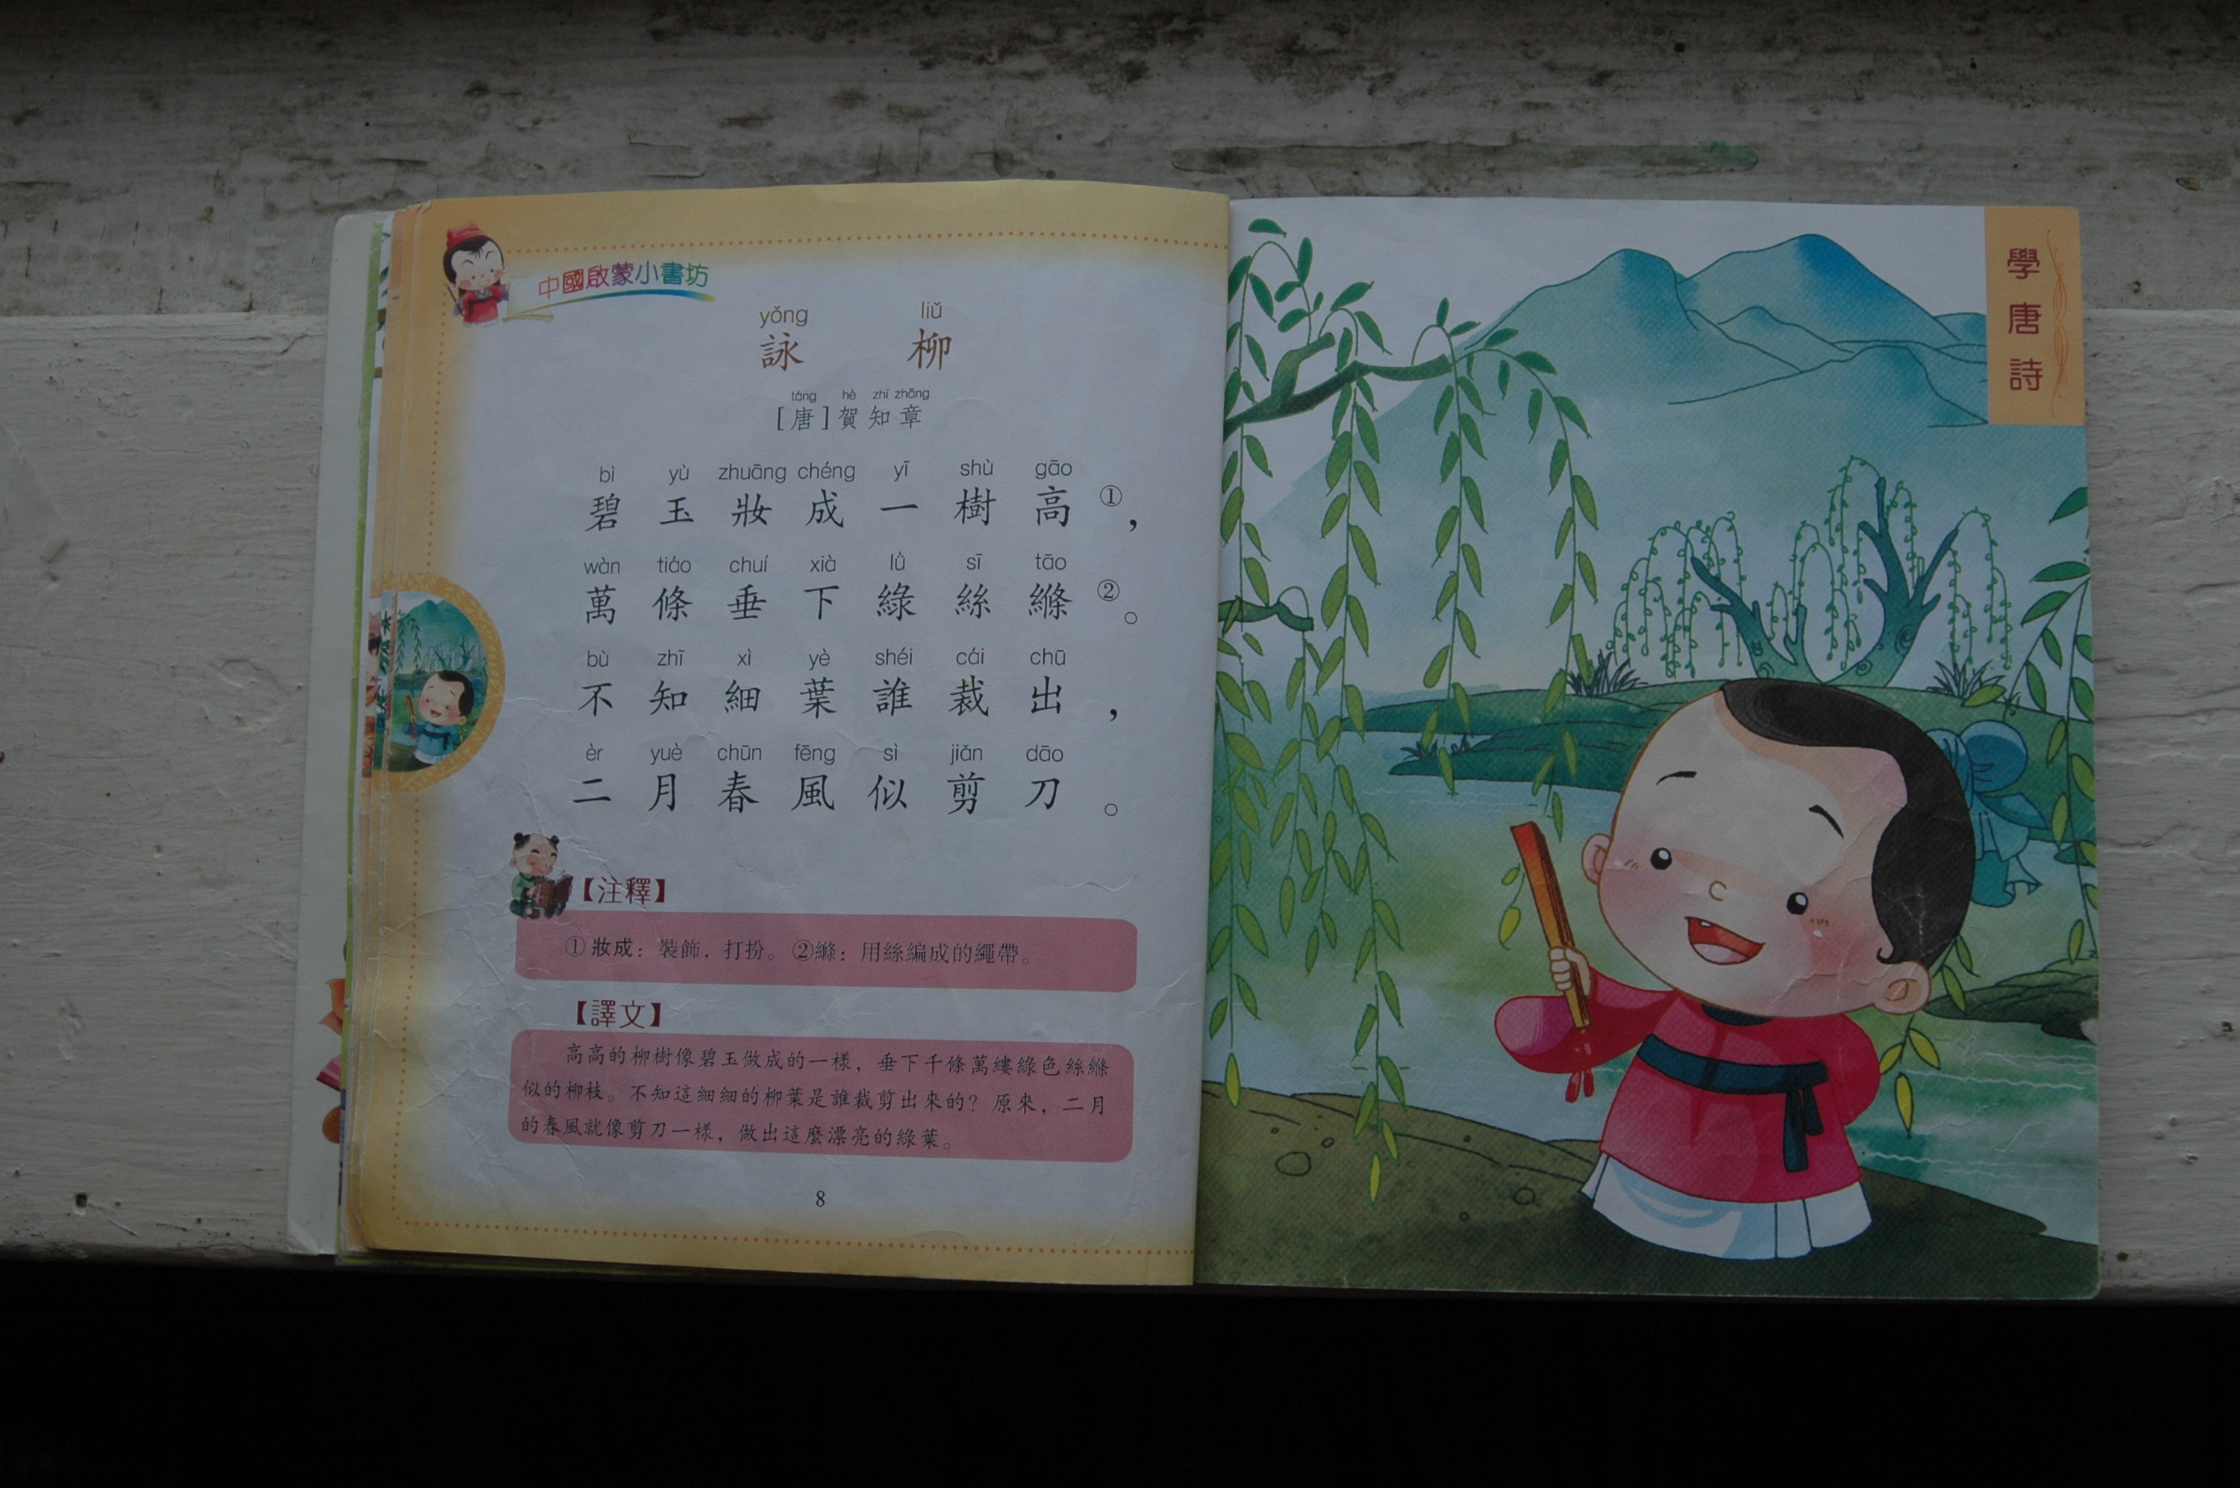 中國啟蒙小書坊
yǒng liǔ
詠 柳
táng hè zhī zhāng
[唐]賀知章
bì yù zhuāng chéng yī shù gāo
碧玉妝成一樹高①，
wàn tiáo chuí xià lǜ sī tāo
萬條垂下綠絲縧②。
bù zhī xì yè shéi cái chū
不知細葉誰裁出，
èr yuè chūn fēng sì jiǎn dāo
二月春風似剪刀。
【注釋】
①妝成：裝飾，打扮。②縧：用絲編成的繩帶。
【譯文】
高高的柳樹像碧玉做成的一樣，垂下千條萬縷綠色絲縧
似的柳枝。不知這細細的柳葉是誰裁剪出來的？原來，二月
的春風就像剪刀一樣，做出這麼漂亮的綠葉。
8
學唐詩